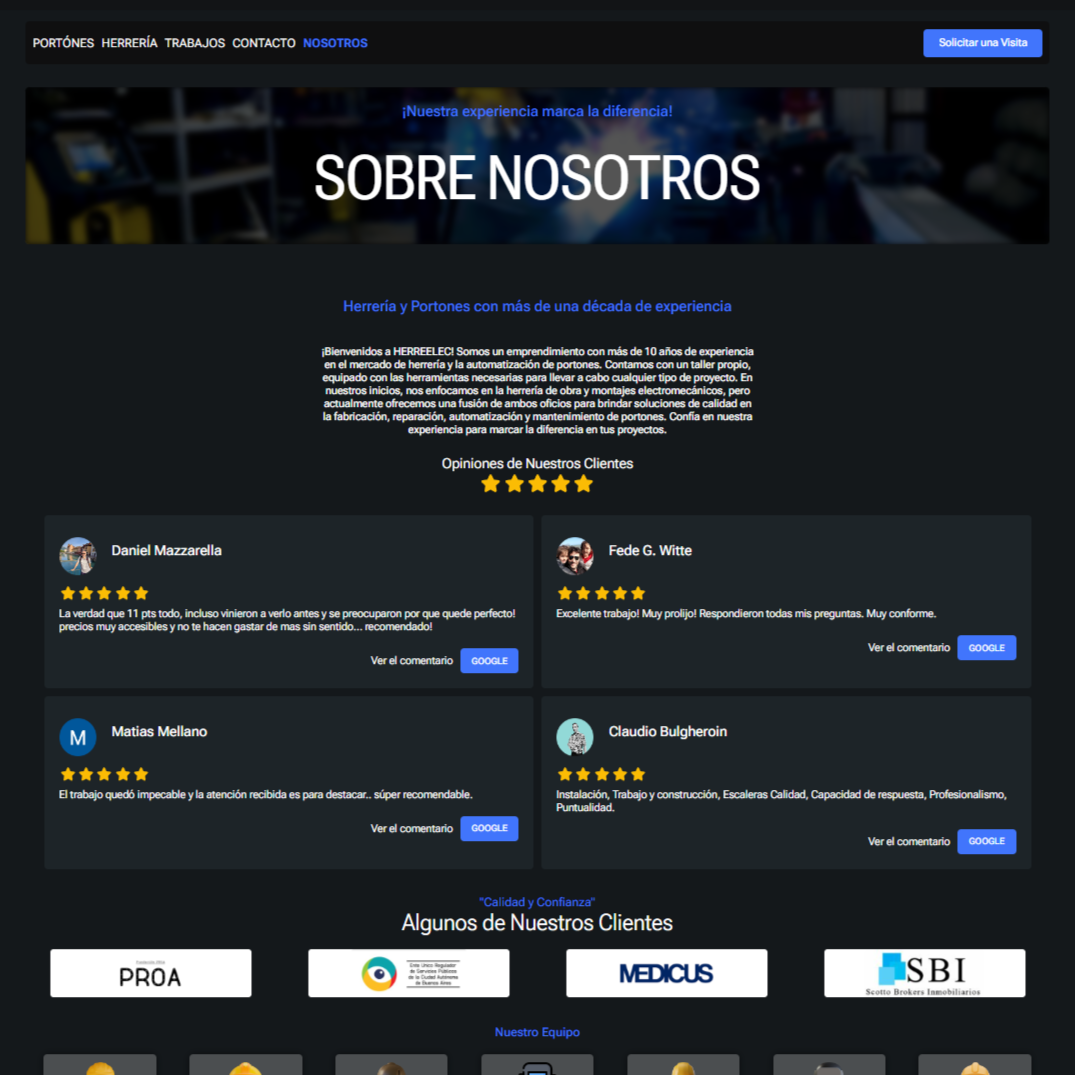 PORTÓNES HERRERÍA TRABAJOS CONTACTO NOSOTROS
Solicitar una Visita
¡Nuestra experiencia marca la diferencia!
SOBRE NOSOTROS
Herrería y Portones con más de una década de experiencia
¡Bienvenidos a HERREELEC! Somos un emprendimiento con más de 10 años de experiencia
en el mercado de herrería y la automatización de portones. Contamos con un taller propio,
equipado con las herramientas necesarias para llevar a cabo cualquier tipo de proyecto. En
nuestros inicios, nos enfocamos en la herrería de obra y montajes electromecánicos, pero
actualmente ofrecemos una fusión de ambos oficios para brindar soluciones de calidad en
la fabricación, reparación, automatización y mantenimiento de portones. Confía en nuestra
experiencia para marcar la diferencia en tus proyectos.
Opiniones de Nuestros Clientes
Daniel Mazzarella
La verdad que 11 pts todo, incluso vinieron a verlo antes y se preocuparon por que quede perfecto!
precios muy accesibles y no te hacen gastar de mas sin sentido... recomendado!
Ver el comentario GOOGLE
Fede G. Witte
Excelente trabajo! Muy prolijo! Respondieron todas mis preguntas. Muy conforme.
Ver el comentario GOOGLE
M
Matias Mellano
El trabajo quedó impecable y la atención recibida es para destacar.. súper recomendable.
Ver el comentario GOOGLE
Claudio Bulgheroin
Instalación, Trabajo y construcción, Escaleras Calidad, Capacidad de respuesta, Profesionalismo,
Puntualidad.
Ver el comentario GOOGLE
"Calidad y Confianza"
Algunos de Nuestros Clientes
PROA
Ente Único Regulador
de Servicios Públicos
de la Ciudad Autónoma
de Buenos Aires
MEDICUS
SBI
Scotto Brokers Inmobiliarios
Nuestro Equipo